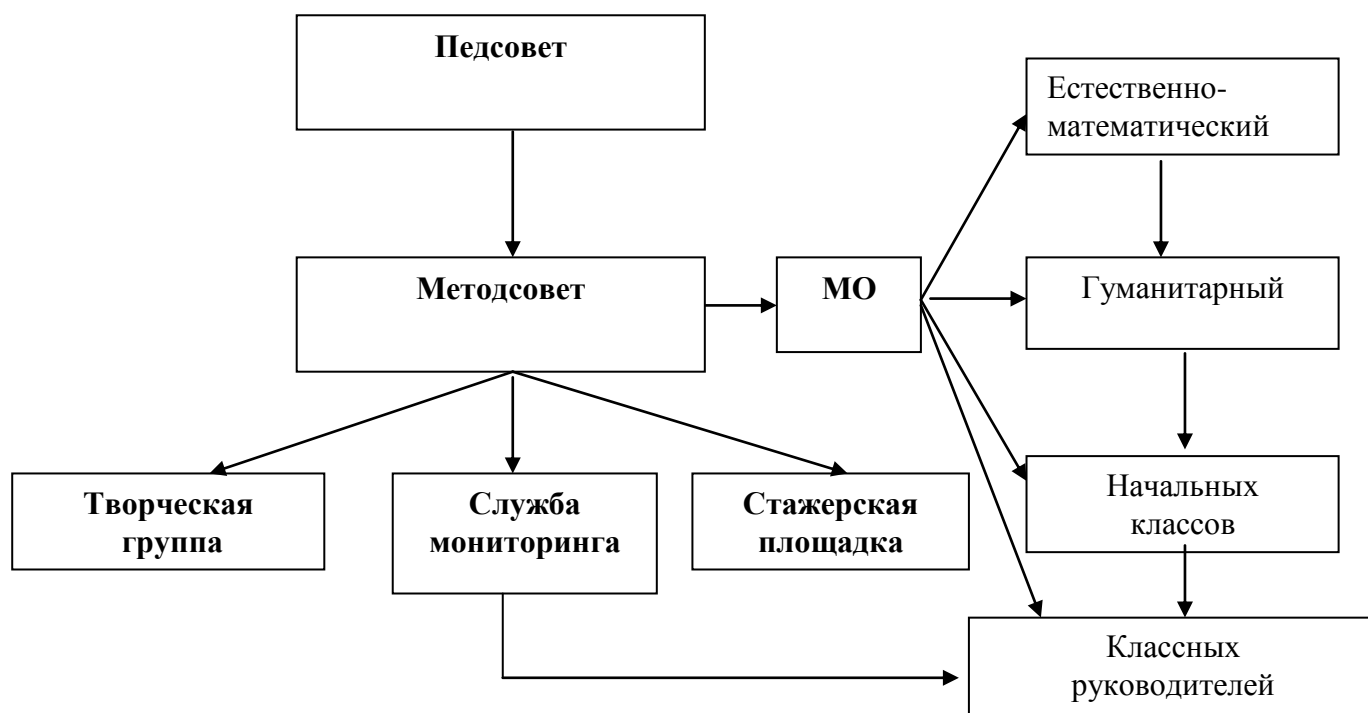 Педсовет
Естественно-
математический
Методсовет
МО
Гуманитарный
Творческая
группа
Служба
мониторинга
Стажерская
площадка
Начальных
классов
Классных
руководителей